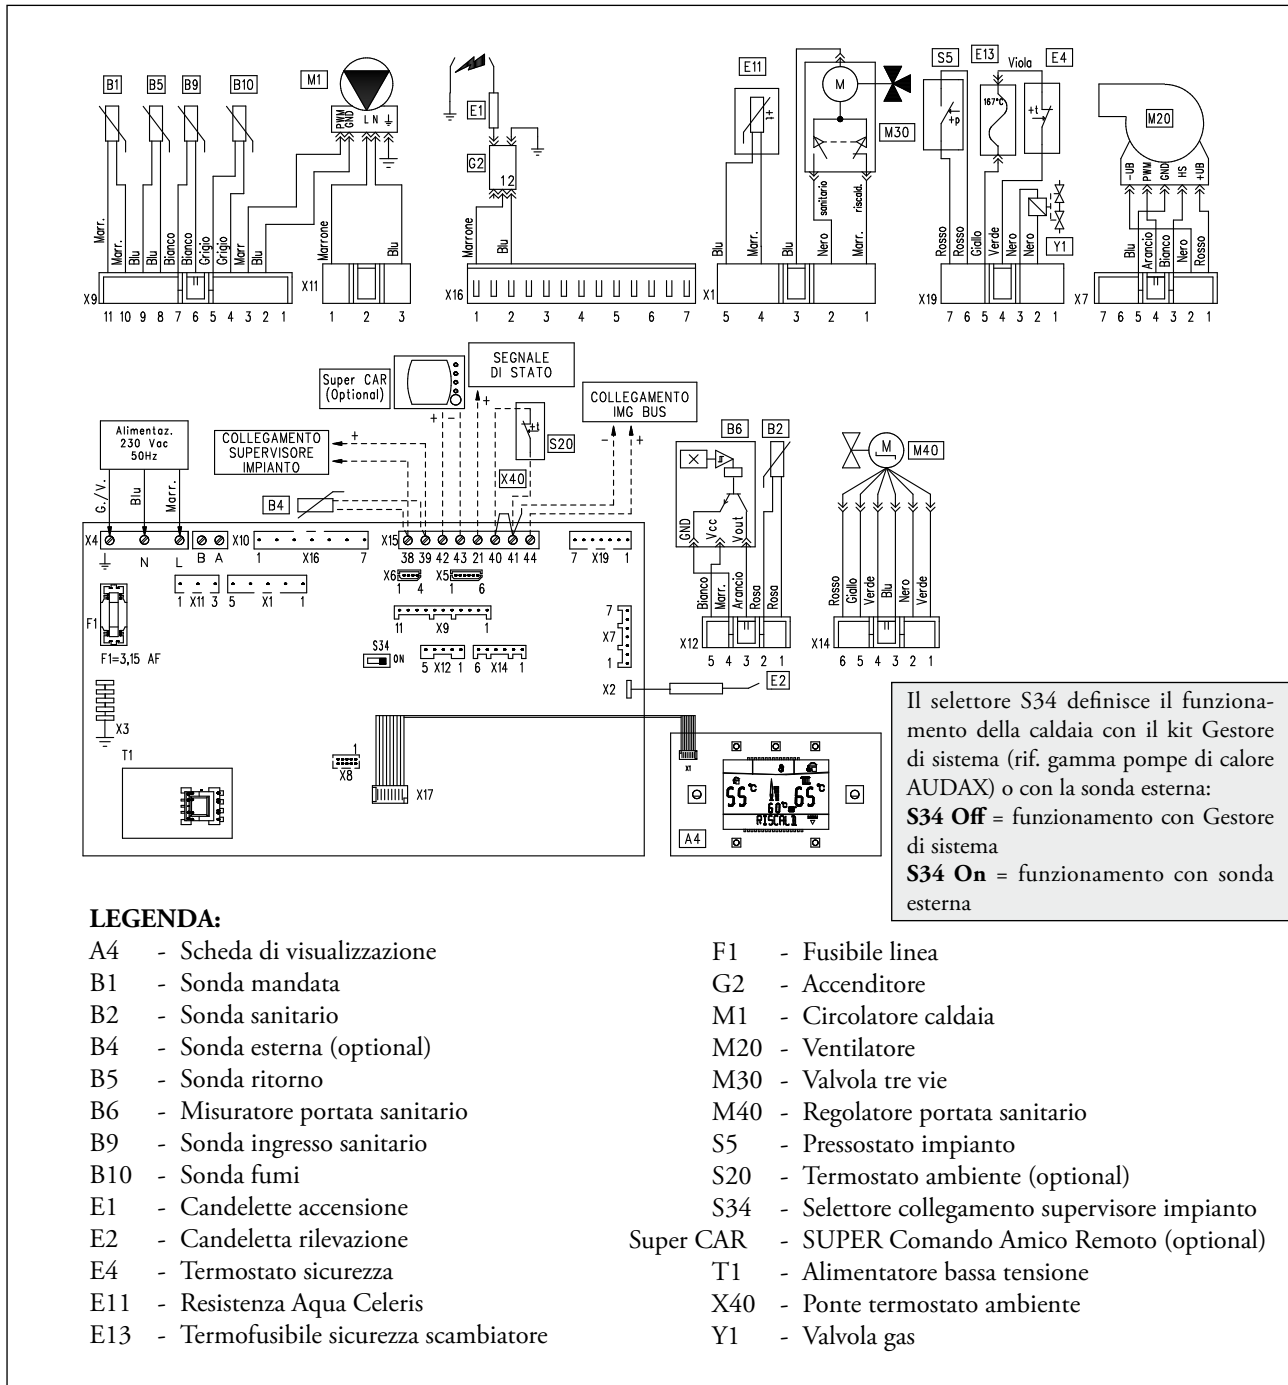 B1
B5
B9
B10
M1
PWM
GND
L N
E1
G2
1 2
E11
+t
M
M30
S5
+p
E13
167°C
Viola
E4
+t
Y1
M20
-UB
PWM
GND
HS
+UB
Marr.
Marr.
Blu
Blu
Bianco
Bianco
Grigio
Grigio
Marr
Blu
Marrone
Blu
Marrone
Blu
Blu
Marr.
Blu
sanitario
Nero
riscald.
Marr.
Rosso
Rosso
Giallo
Verde
Nero
Nero
Blu
Arancio
Bianco
Nero
Rosso
X9
11 10 9 8 7 6 5 4 3 2 1
X11
1 2 3
X16
1 2 3 4 5 6 7
X1
5 4 3 2 1
X19
7 6 5 4 3 2 1
X7
7 6 5 4 3 2 1
Super CAR
(Optional)
SEGNALE
DI STATO
COLLEGAMENTO
IMG BUS
Alimentaz.
230 Vac
50Hz
COLLEGAMENTO
SUPERVISORE
IMPIANTO
+
+ -
+
+t
S20
X40
- +
B4
G./V.
Blu
Marr.
B6
B2
GND
Vcc
Vout
M
M40
Bianco
Marr.
Arancio
Rosa
Rosa
X12
5 4 3 2 1
Rosso
Giallo
Verde
Blu
Nero
Verde
X14
6 5 4 3 2 1
X4
N
L
B A
X10
1 X16 7
X15
38 39 42 43 21 40 41 44
7 X19 1
1 X11 3
5 X1 1
X6
1 4
X5
1 6
11 X9 1
F1
F1=3,15 AF
S34
ON
5 X12 1
6 X14 1
7
X7
1
X2
E2
X3
T1
1
X8
X17
X1
55°C
65°C
60°C
RISCALD
A4
Il selettore S34 definisce il funziona-
mento della caldaia con il kit Gestore
di sistema (rif. gamma pompe di calore
AUDAX) o con la sonda esterna:
S34 Off = funzionamento con Gestore
di sistema
S34 On = funzionamento con sonda
esterna
LEGENDA:
A4 - Scheda di visualizzazione
B1 - Sonda mandata
B2 - Sonda sanitario
B4 - Sonda esterna (optional)
B5 - Sonda ritorno
B6 - Misuratore portata sanitario
B9 - Sonda ingresso sanitario
B10 - Sonda fumi
E1 - Candelette accensione
E2 - Candeletta rilevazione
E4 - Termostato sicurezza
E11 - Resistenza Aqua Celeris
E13 - Termofusibile sicurezza scambiatore
F1 - Fusibile linea
G2 - Accenditore
M1 - Circolatore caldaia
M20 - Ventilatore
M30 - Valvola tre vie
M40 - Regolatore portata sanitario
S5 - Pressostato impianto
S20 - Termostato ambiente (optional)
S34 - Selettore collegamento supervisore impianto
Super CAR - SUPER Comando Amico Remoto (optional)
T1 - Alimentatore bassa tensione
X40 - Ponte termostato ambiente
Y1 - Valvola gas